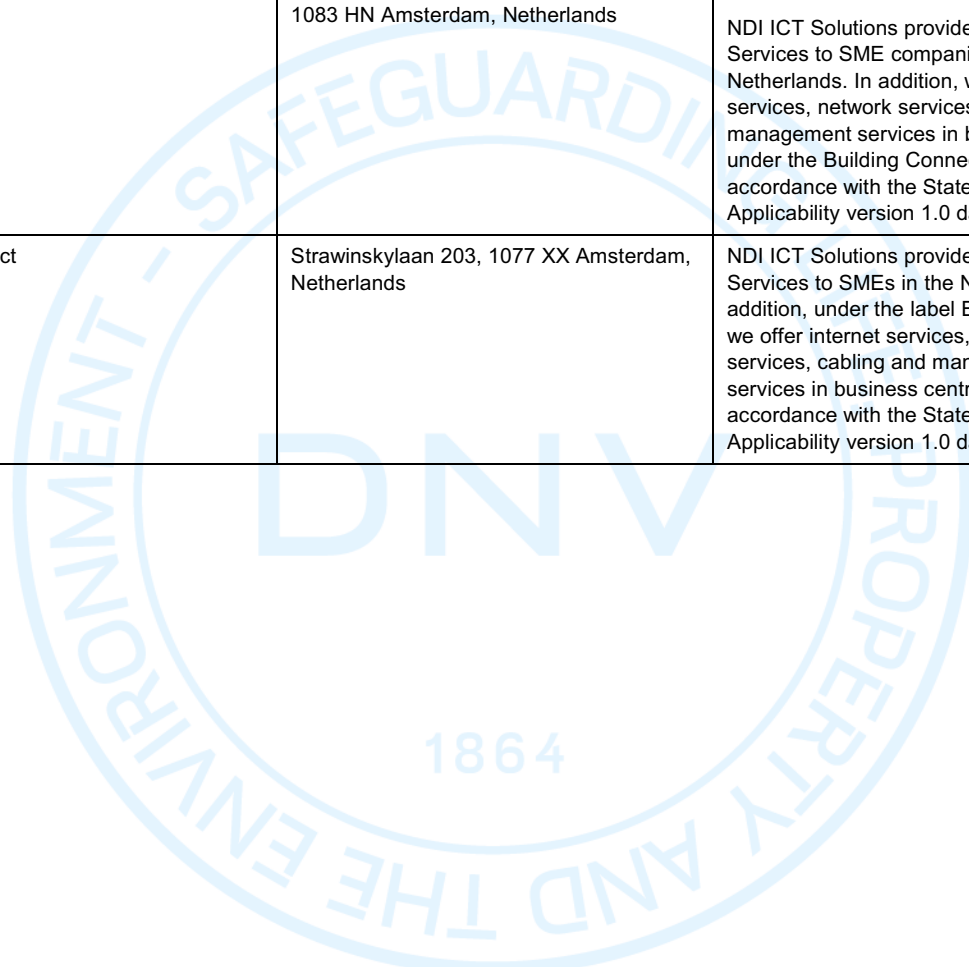 1083 HN Amsterdam, Netherlands
NDI ICT Solutions provide
Services to SME compani
Netherlands. In addition, w
services, network services
management services in b
under the Building Conne
accordance with the State
Applicability version 1.0 d
ct
Strawinskylaan 203, 1077 XX Amsterdam,
Netherlands
NDI ICT Solutions provide
Services to SMEs in the N
addition, under the label B
we offer internet services,
services, cabling and man
services in business centr
accordance with the State
Applicability version 1.0 d
SAFEGUARDING LIFE, PROPERTY AND THE ENVIRONMENT -
DNV
1864